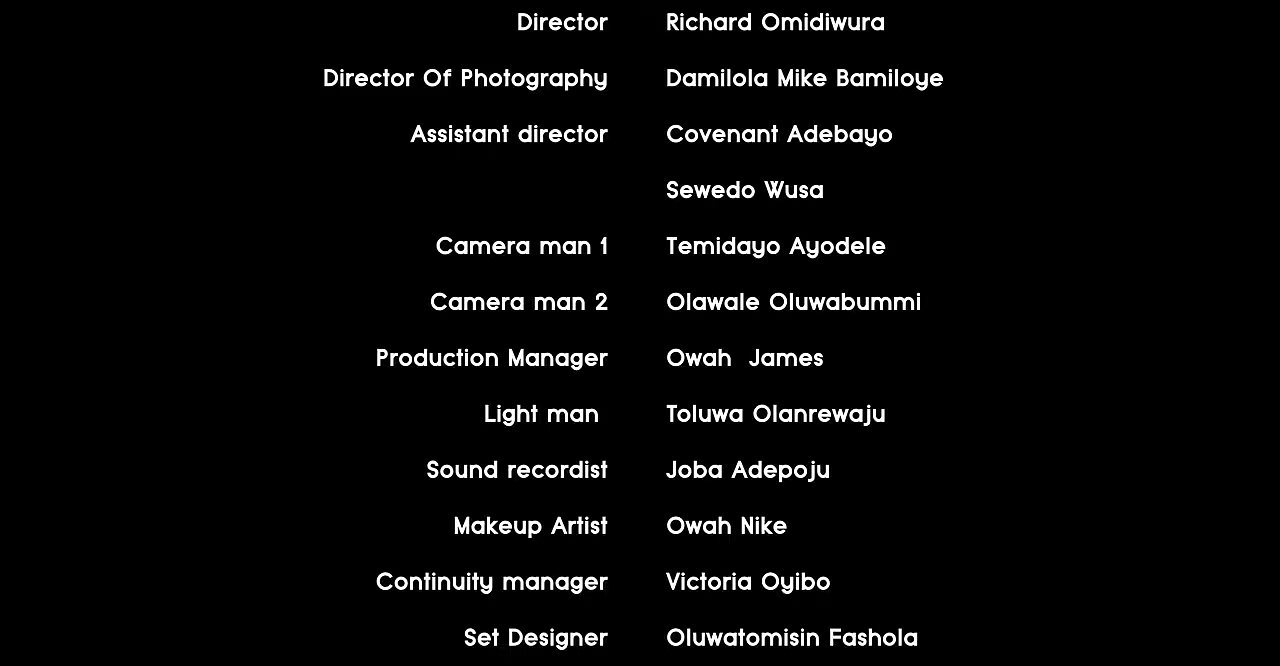 Director Richard Omidiwura
Director Of Photography Damilola Mike Bamiloye
Assistant director Covenant Adebayo
Sewedo Wusa
Camera man 1 Temidayo Ayodele
Camera man 2 Olawale Oluwabummi
Production Manager Owah James
Light man Toluwa Olanrewaju
Sound recordist Joba Adepoju
Makeup Artist Owah Nike
Continuity manager Victoria Oyibo
Set Designer Oluwatomisin Fashola